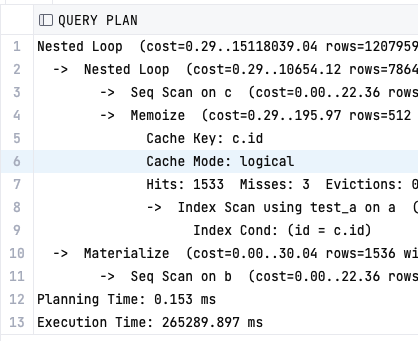 QUERY PLAN
1 Nested Loop (cost=0.29..15118039.04 rows=1207959
2 -> Nested Loop (cost=0.29..10654.12 rows=7864
3 -> Seq Scan on c (cost=0.00..22.36 rows
4 -> Memoize (cost=0.29..195.97 rows=512
5 Cache Key: c.id
6 Cache Mode: logical
7 Hits: 1533 Misses: 3 Evictions: 0
8 -> Index Scan using test_a on a (
9 Index Cond: (id = c.id)
10 -> Materialize (cost=0.00..30.04 rows=1536 wi
11 -> Seq Scan on b (cost=0.00..22.36 rows
12 Planning Time: 0.153 ms
13 Execution Time: 265289.897 ms